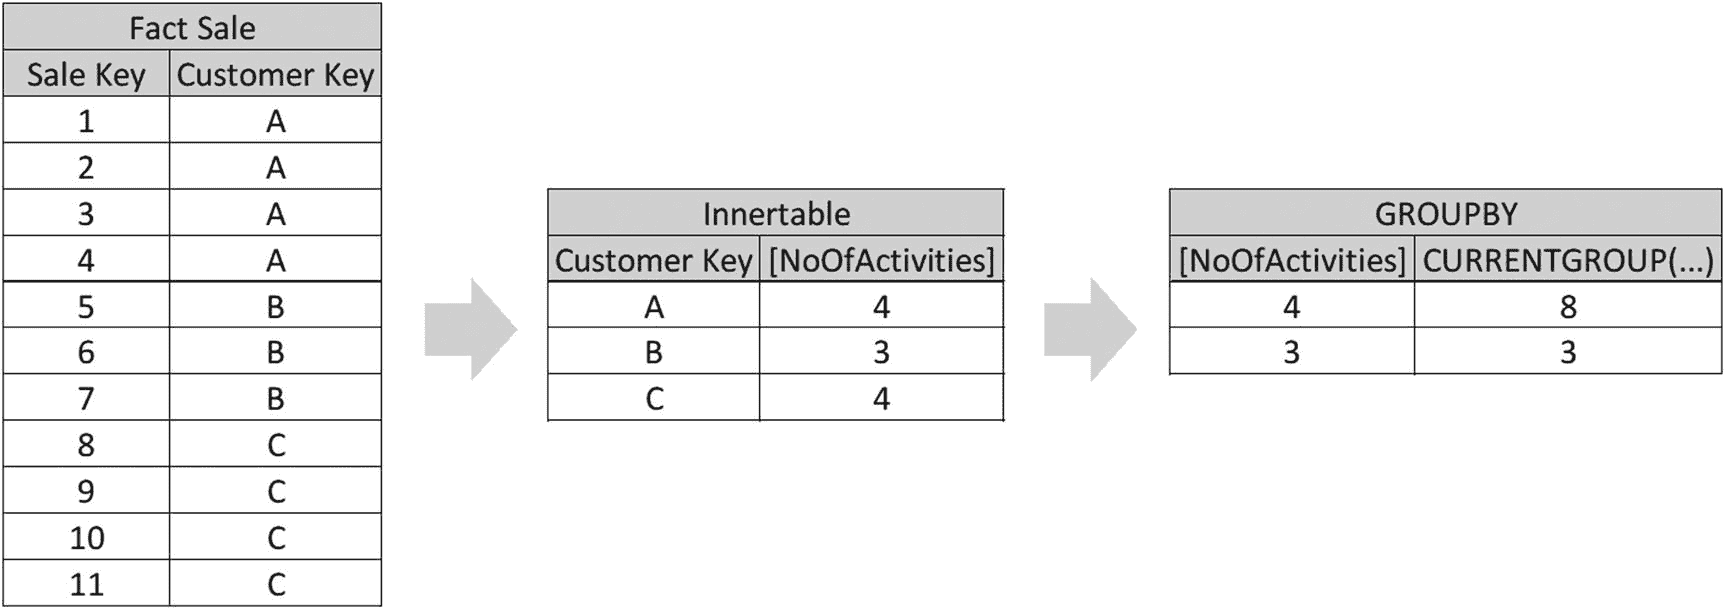 Fact Sale
Sale Key Customer Key
1 A
2 A
3 A
4 A
5 B
6 B
7 B
8 C
9 C
10 C
11 C
Innertable
Customer Key [NoOfActivities]
A 4
B 3
C 4
GROUPBY
[NoOfActivities] CURRENTGROUP(...)
4 8
3 3